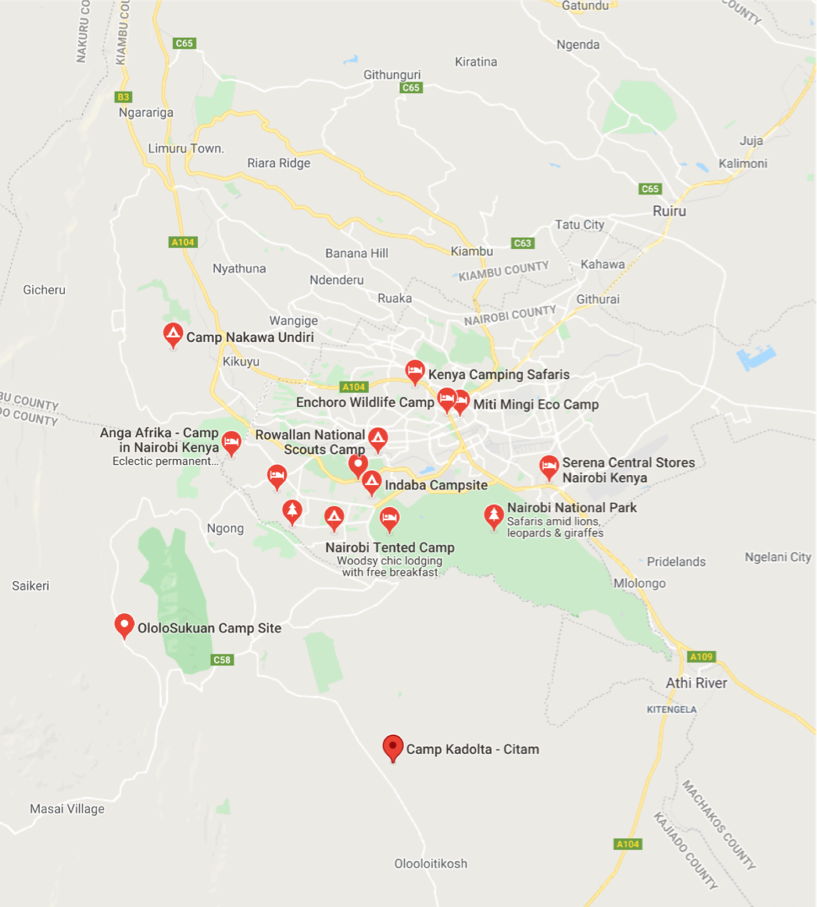 Gatundu
NAKURU COU
KIAMBU COU
COUNTY
C65
Ngenda
Kiratina
Githunguri
C65
B3
Ngarariga
Limuru Town.
Riara Ridge
Juja
Kalimoni
C65
Ruiru
Tatu City
A104
C63
Kiambu
Banana Hill
KIAMBU COUNTY
Kahawa
Nyathuna
Ndenderu
Gicheru
Ruaka
Githurai
NAIROBI COUNTY
Wangige
Camp Nakawa Undiri
Kikuyu
Kenya Camping Safaris
A104
BU COUNTY
DO COUNTY
Enchoro Wildlife Camp
Miti Mingi Eco Camp
Anga Afrika - Camp
in Nairobi Kenya
Eclectic permanent...
Rowallan National
Scouts Camp
Serena Central Stores
Nairobi Kenya
Indaba Campsite
Nairobi National Park
Safaris amid lions,
leopards & giraffes
Ngong
Nairobi Tented Camp
Woodsy chic lodging
with free breakfast
Pridelands
Ngelani City
Mlolongo
Saikeri
OloloSukuan Camp Site
C58
A109
Athi River
KITENGELA
Camp Kadolta - Citam
Masai Village
MACHAKOS COUNTY
KAJIADO COUNTY
A104
Olooloitikosh